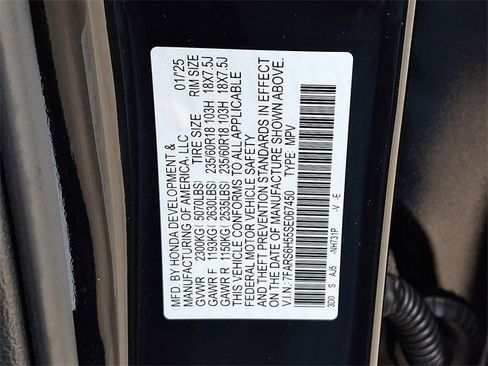 MFD. BY HONDA DEVELOPMENT & 01/25
MANUFACTURING OF AMERICA, LLC
GVWR 2300KG( 5070LBS) TIRE SIZE RIM SIZE
GAWR F 1193KG( 2630LBS) 235/60R18 103H 18X7.5J
GAWR R 1150KG( 2535LBS) 235/60R18 103H 18X7.5J
THIS VEHICLE CONFORMS TO ALL APPLICABLE
FEDERAL MOTOR VEHICLE SAFETY
AND THEFT PREVENTION STANDARDS IN EFFECT
ON THE DATE OF MANUFACTURE SHOWN ABOVE.
V.I.N.:7FARS6H55SE067450 TYPE: MPV
3D0 S AJ5 -NH731P -V -E